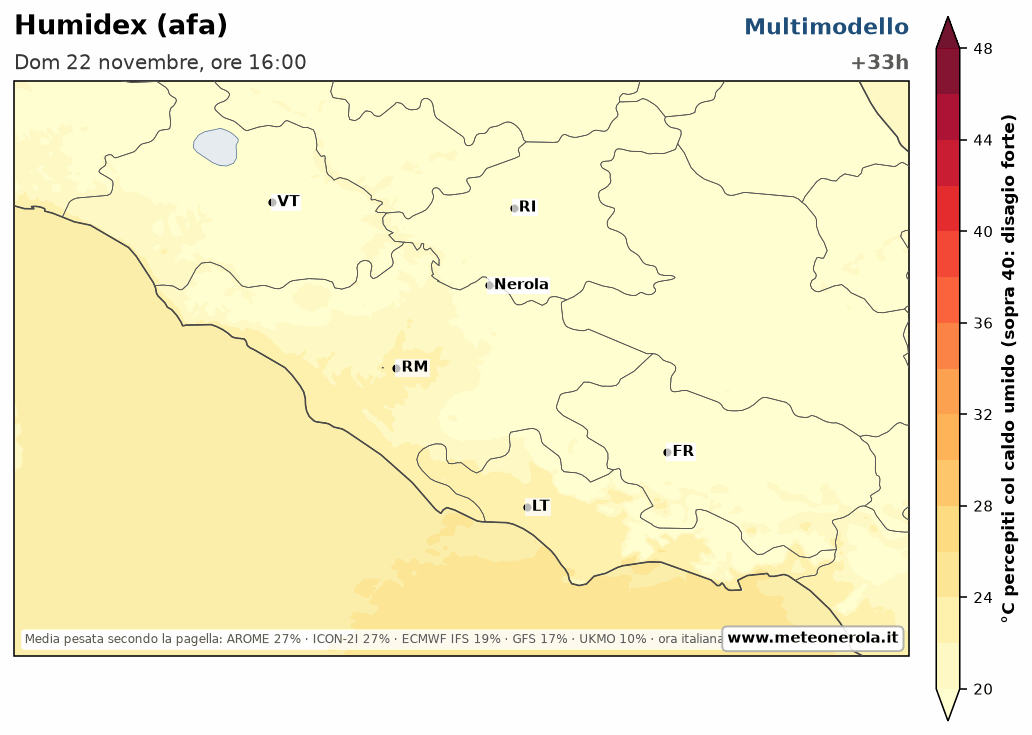 Humidex (afa)
Multimodello
Dom 22 novembre, ore 16:00
+33h
VT
RI
Nerola
RM
FR
LT
Media pesata secondo la pagella: AROME 27% · ICON-2I 27% · ECMWF IFS 19% · GFS 17% · UKMO 10% · ora italiana
www.meteonerola.it
48
44
40
36
32
28
24
20
°C percepiti col caldo umido (sopra 40: disagio forte)